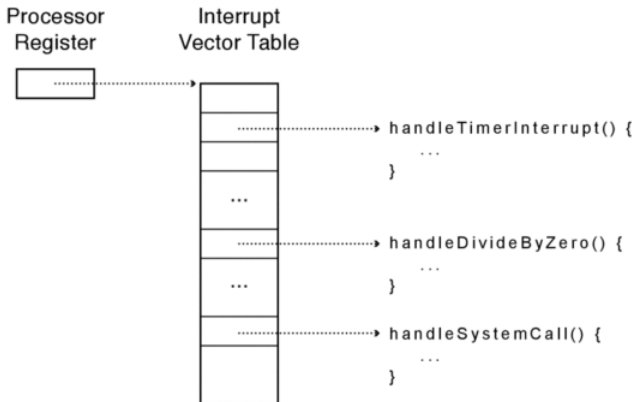 Processor
Register
Interrupt
Vector Table
handleTimerInterrupt() {
...
}
...
handleDivideByZero() {
...
}
...
handleSystemCall() {
...
}